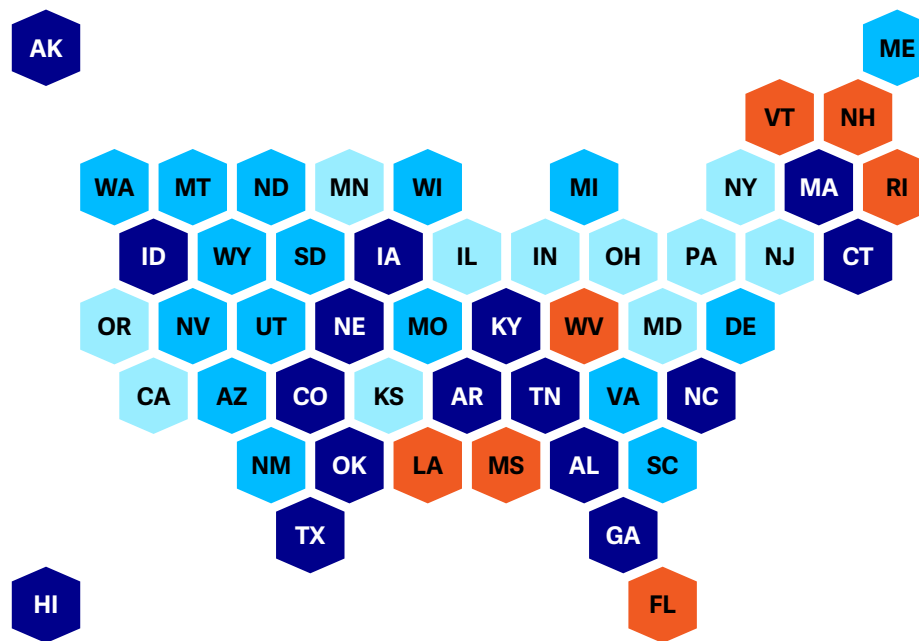 AK
ME
VT NH
WA MT ND MN WI MI NY MA RI
ID WY SD IA IL IN OH PA NJ CT
OR NV UT NE MO KY WV MD DE
CA AZ CO KS AR TN VA NC
NM OK LA MS AL SC
TX GA
HI FL